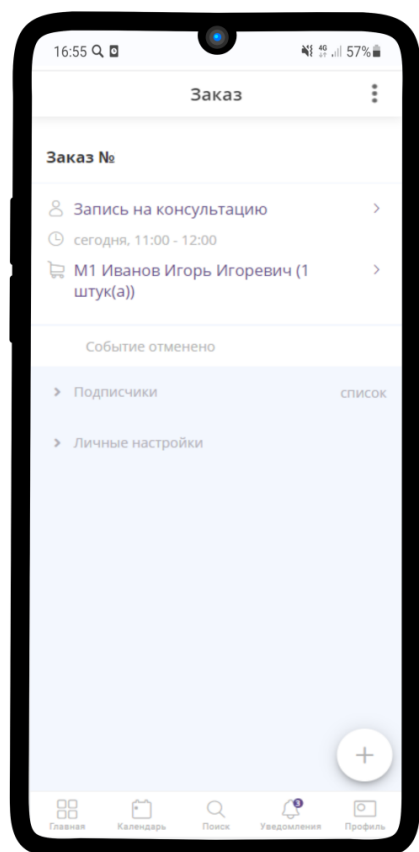 16:55 4G 57%
Заказ
Заказ №
Запись на консультацию
сегодня, 11:00 - 12:00
М1 Иванов Игорь Игоревич (1
штук(а))
Событие отменено
Подписчики список
Личные настройки
3
Главная Календарь Поиск Уведомления Профиль